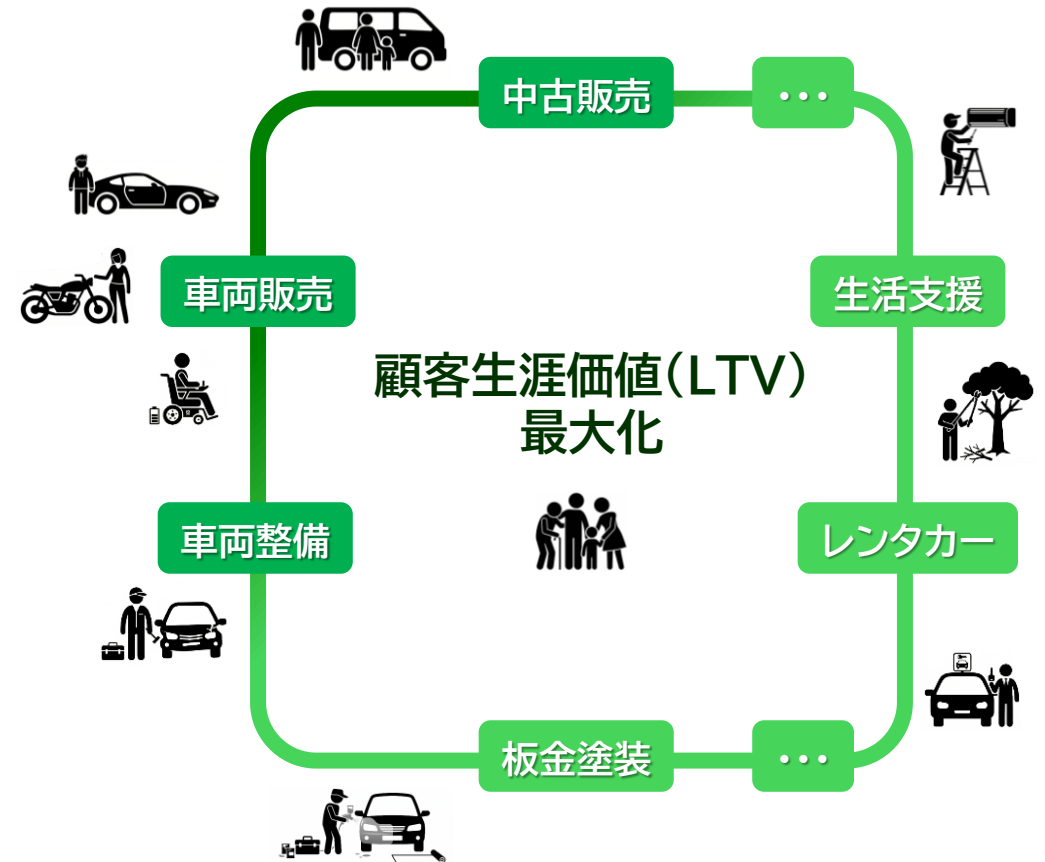 中古販売
…
車両販売
生活支援
顧客生涯価値(LTV)
最大化
車両整備
レンタカー
板金塗装
…